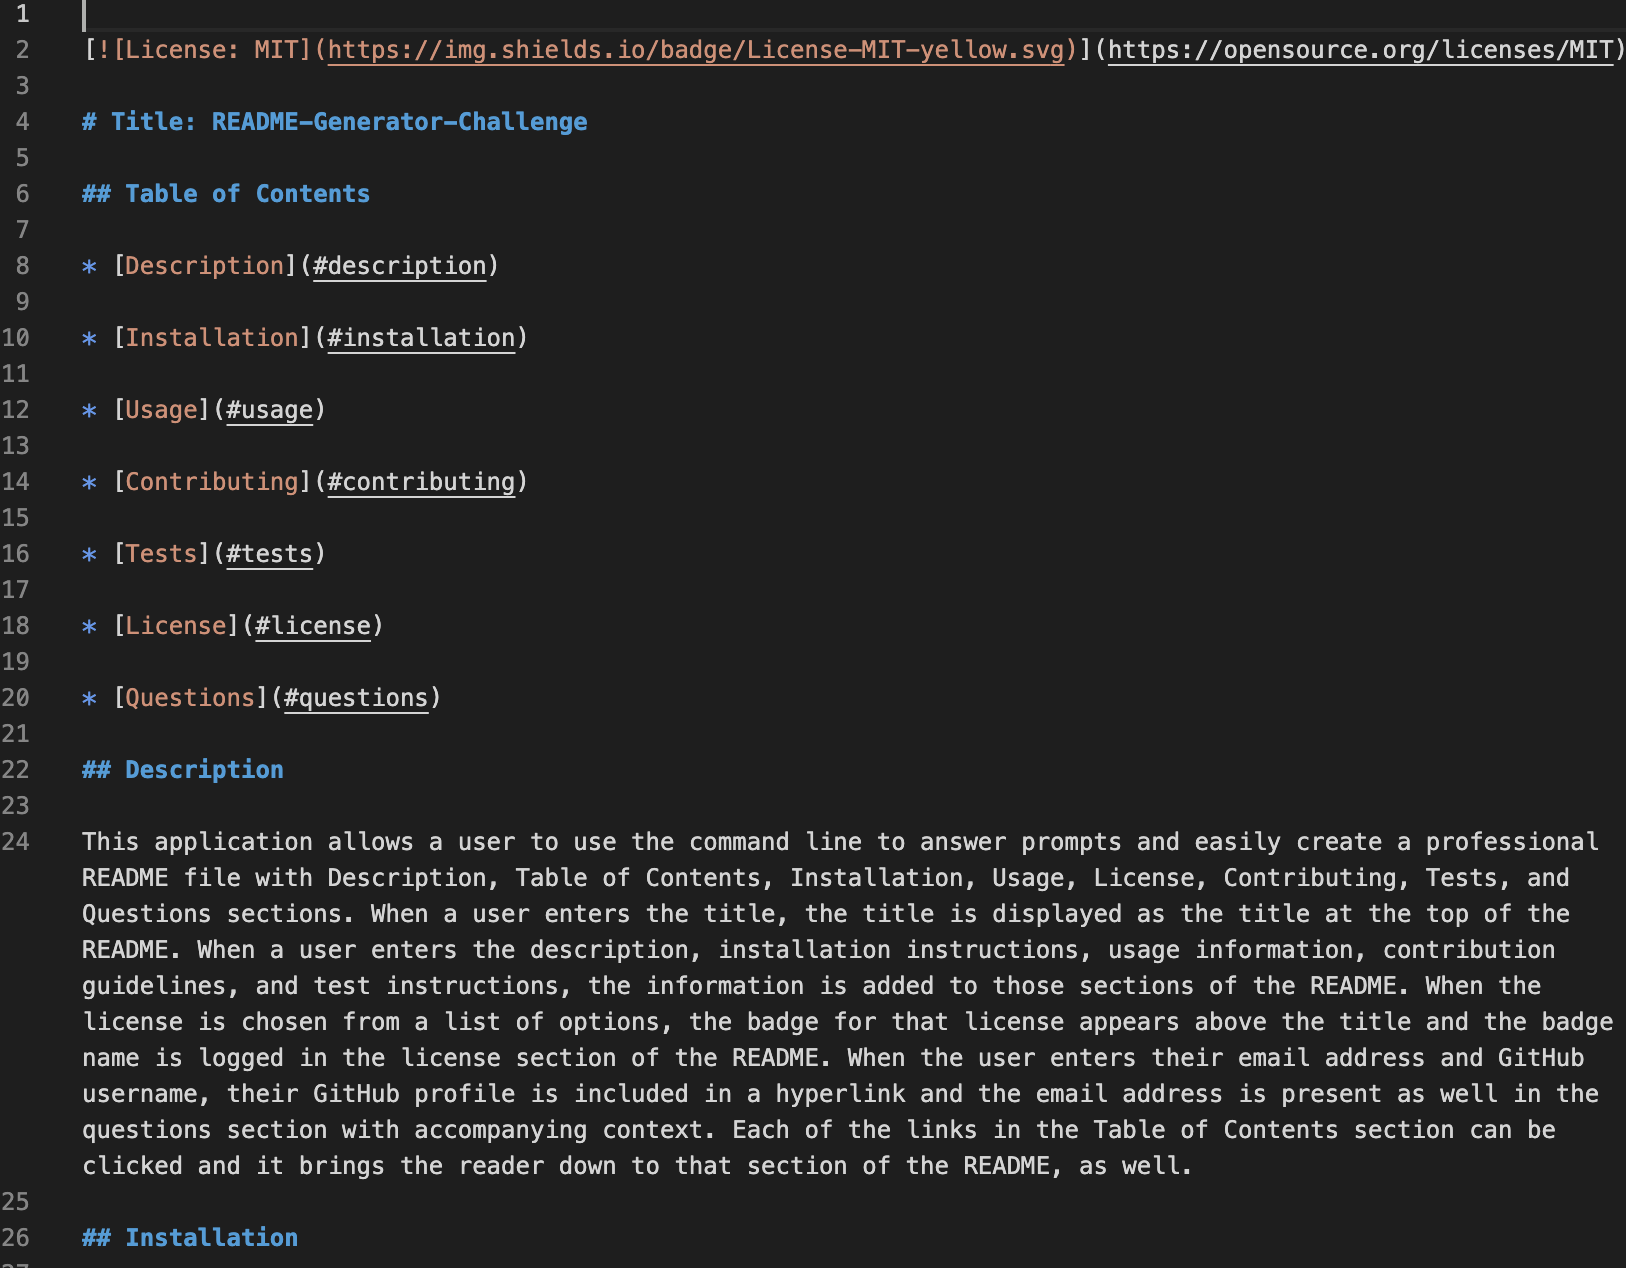 1
2 [![License: MIT](https://img.shields.io/badge/License-MIT-yellow.svg)](https://opensource.org/licenses/MIT)
3
4 # Title: README-Generator-Challenge
5
6 ## Table of Contents
7
8 * [Description](#description)
9
10 * [Installation](#installation)
11
12 * [Usage](#usage)
13
14 * [Contributing](#contributing)
15
16 * [Tests](#tests)
17
18 * [License](#license)
19
20 * [Questions](#questions)
21
22 ## Description
23
24 This application allows a user to use the command line to answer prompts and easily create a professional
README file with Description, Table of Contents, Installation, Usage, License, Contributing, Tests, and
Questions sections. When a user enters the title, the title is displayed as the title at the top of the
README. When a user enters the description, installation instructions, usage information, contribution
guidelines, and test instructions, the information is added to those sections of the README. When the
license is chosen from a list of options, the badge for that license appears above the title and the badge
name is logged in the license section of the README. When the user enters their email address and GitHub
username, their GitHub profile is included in a hyperlink and the email address is present as well in the
questions section with accompanying context. Each of the links in the Table of Contents section can be
clicked and it brings the reader down to that section of the README, as well.
25
26 ## Installation